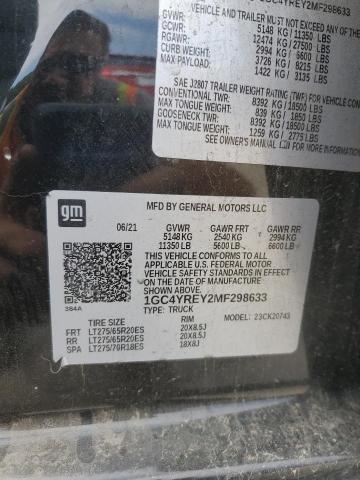 1GC4YREY2MF298633
VEHICLE AND TRAILER MUST NOT EXCEED ANY OF
GVWR: 5148 KG / 11350 LBS
GCWR: 12474 KG / 27500 LBS
RGAWR: 2994 KG / 6600 LBS
CURB WEIGHT: 3726 KG / 8215 LBS
MAX PAYLOAD: 1422 KG / 3135 LBS
SAE J2807 TRAILER WEIGHT RATING (TWR) FOR VEHICLE
CONVENTIONAL TWR: 8392 KG / 18500 LBS
MAX TONGUE WEIGHT: 839 KG / 1850 LBS
GOOSENECK TWR: 8392 KG / 18500 LBS
MAX TONGUE WEIGHT: 1259 KG / 2775 LBS
SEE OWNER'S MANUAL FOR
gm
MFD BY GENERAL MOTORS LLC
06/21 GVWR GAWR FRT GAWR RR
5148 KG 2540 KG 2994 KG
11350 LB 5600 LB 6600 LB
THIS VEHICLE CONFORMS TO ALL
APPLICABLE U.S. FEDERAL MOTOR
VEHICLE SAFETY STANDARDS IN EFFECT ON
THE DATE OF MANUFACTURE SHOWN ABOVE.
1GC4YREY2MF298633
TYPE: TRUCK
384A MODEL: 23CK20743
TIRE SIZE RIM
FRT LT275/65R20ES 20X8.5J
RR LT275/65R20ES 20X8.5J
SPA LT275/70R18ES 18X8J